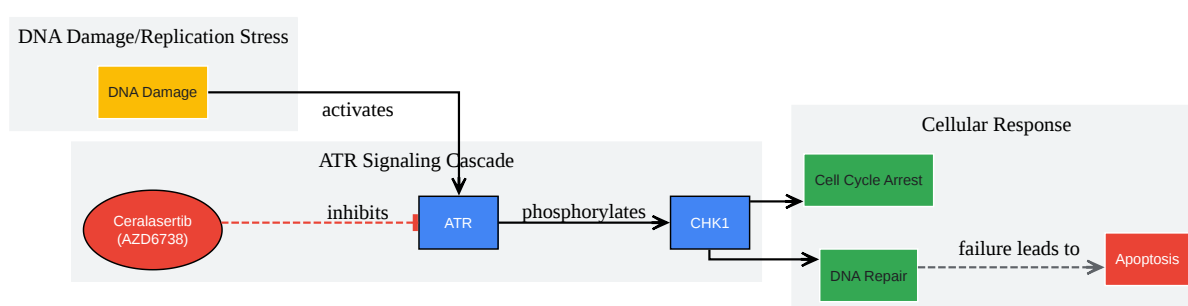 DNA Damage/Replication Stress
DNA Damage
activates
Cellular Response
ATR Signaling Cascade
Cell Cycle Arrest
Ceralasertib
(AZD6738)
inhibits
ATR
phosphorylates
CHK1
failure leads to
Apoptosis
DNA Repair